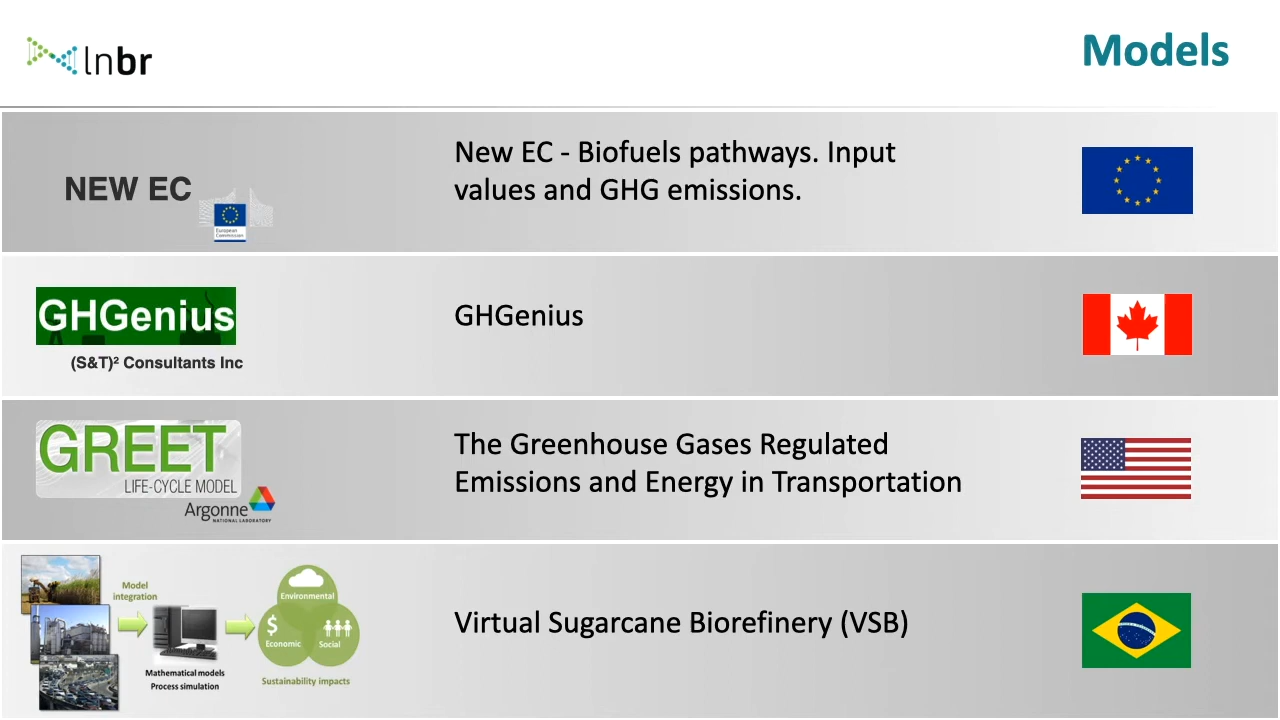 lnbr
Models
NEW EC
European
Commission
New EC - Biofuels pathways. Input
values and GHG emissions.
GHGenius
(S&T)² Consultants Inc
GHGenius
GREET
LIFE-CYCLE MODEL
Argonne
NATIONAL LABORATORY
The Greenhouse Gases Regulated
Emissions and Energy in Transportation
Model
integration
Mathematical models
Process simulation
Environmental
$
Economic
Social
Sustainability impacts
Virtual Sugarcane Biorefinery (VSB)